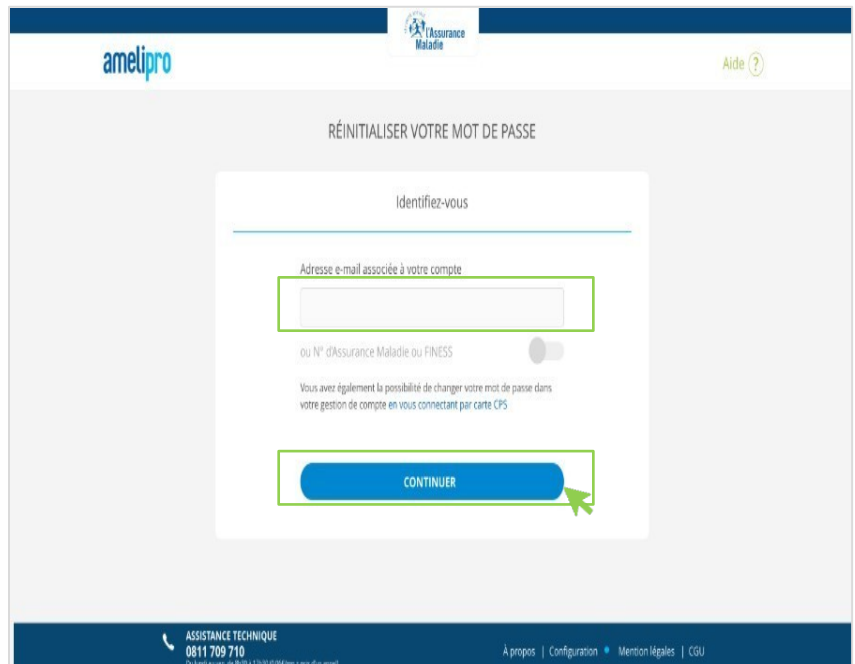 l'Assurance
Maladie
amelipro
Aide ?
RÉINITIALISER VOTRE MOT DE PASSE
Identifiez-vous
Adresse e-mail associée à votre compte
ou N° d'Assurance Maladie ou FINESS
Vous avez également la possibilité de changer votre mot de passe dans
votre gestion de compte en vous connectant par carte CPS
CONTINUER
ASSISTANCE TECHNIQUE
0811 709 710
À propos | Configuration • Mention légales | CGU